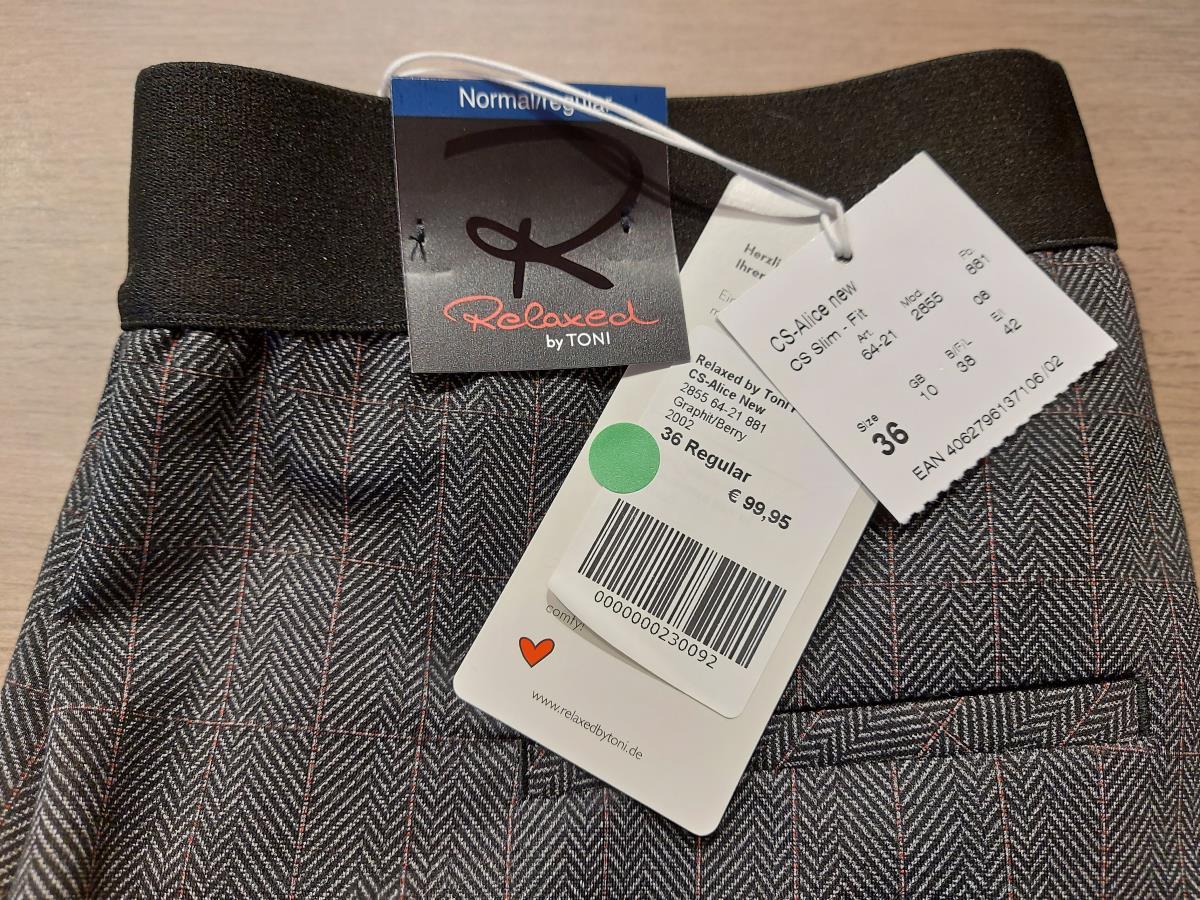 Normal/regular
R
Relaxed
by TONI
Herzli
Ihrer
Relaxed by Toni
CS-Alice New
2855 64-21 881
Graphit/Berry
2002
36 Regular
€ 99,95
0000000230092
comfy!
www.relaxedbytoni.de
CS-Alice new
CS Slim - Fit
Art. Mod. Fb.
64-21 2855 881
GB B/F/L E/I
10 38 42 08
Size
36
EAN 4062796137106/02